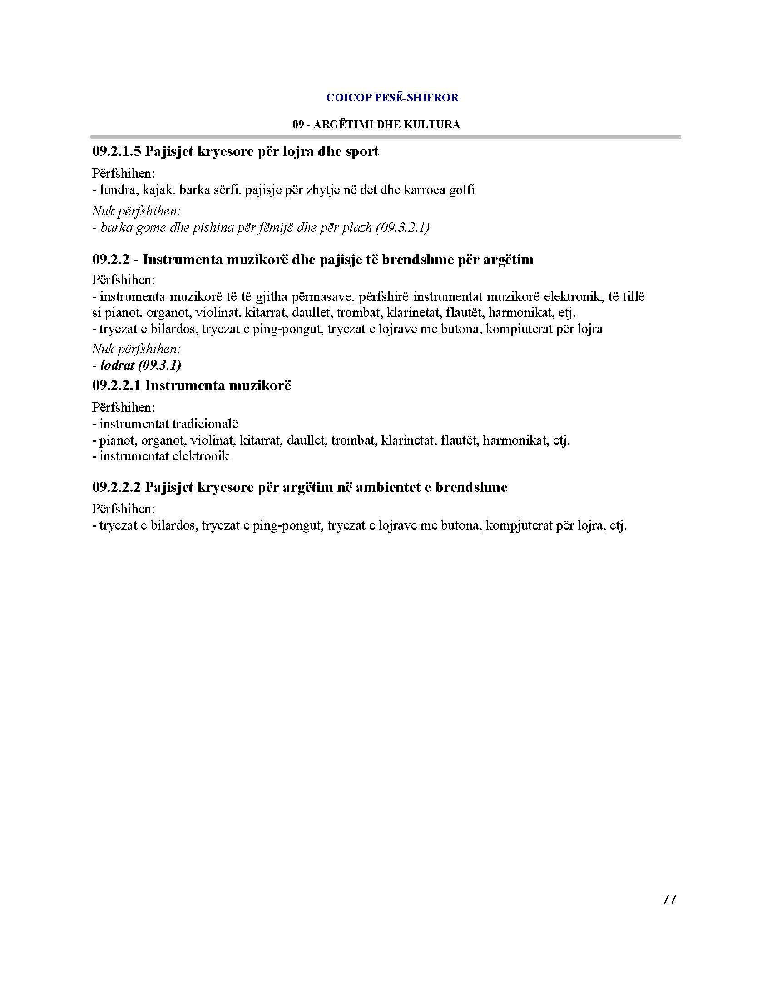 COICOP PESË-SHIFROR
09 - ARGËTIMI DHE KULTURA
09.2.1.5 Pajisjet kryesore për lojra dhe sport
Përfshihen:
- lundra, kajak, barka sërfi, pajisje për zhytje në det dhe karroca golfi
Nuk përfshihen:
- barka gome dhe pishina për fëmijë dhe për plazh (09.3.2.1)
09.2.2 - Instrumenta muzikorë dhe pajisje të brendshme për argëtim
Përfshihen:
- instrumenta muzikorë të të gjitha përmasave, përfshirë instrumentat muzikorë elektronik, të tillë
si pianot, organot, violinat, kitarrat, daullet, trombat, klarinetat, flautët, harmonikat, etj.
- tryezat e bilardos, tryezat e ping-pongut, tryezat e lojrave me butona, kompiuterat për lojra
Nuk përfshihen:
- lodrat (09.3.1)
09.2.2.1 Instrumenta muzikorë
Përfshihen:
- instrumentat tradicionalë
- pianot, organot, violinat, kitarrat, daullet, trombat, klarinetat, flautët, harmonikat, etj.
- instrumentat elektronik
09.2.2.2 Pajisjet kryesore për argëtim në ambientet e brendshme
Përfshihen:
- tryezat e bilardos, tryezat e ping-pongut, tryezat e lojrave me butona, kompjuterat për lojra, etj.
77